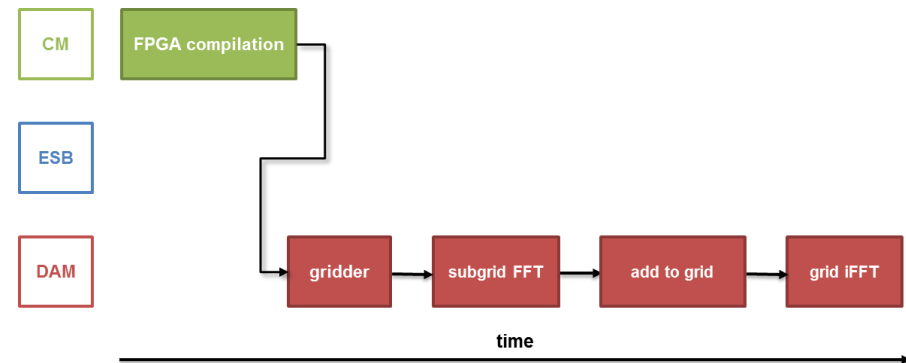 CM
FPGA compilation
ESB
DAM
gridder
subgrid FFT
add to grid
grid iFFT
time